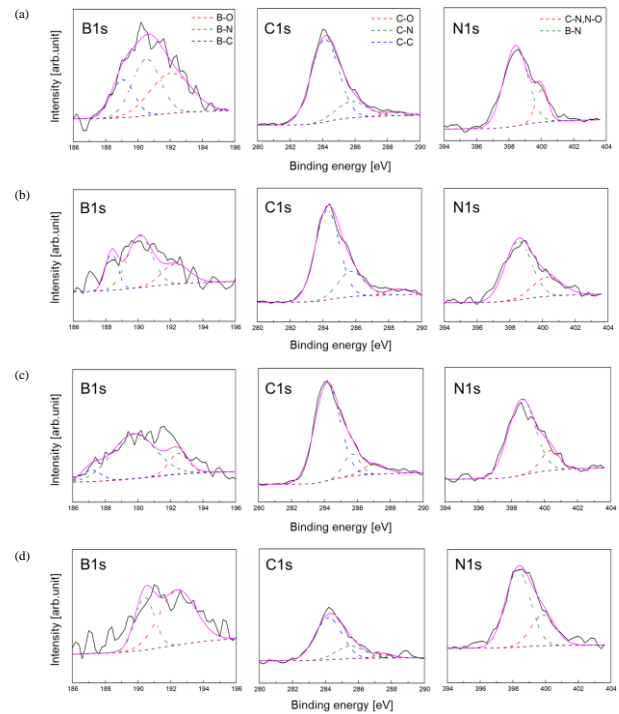 (a)
B1s
B-O
B-N
B-C
C1s
C-O
C-N
C-C
N1s
C-N,N-O
B-N
Intensity [arb.unit]
186 188 190 192 194 196
280 282 284 286 288 290
394 396 398 400 402 404
Binding energy [eV]
(b)
B1s
C1s
N1s
Intensity [arb.unit]
186 188 190 192 194 196
280 282 284 286 288 290
394 396 398 400 402 404
Binding energy [eV]
(c)
B1s
C1s
N1s
Intensity [arb.unit]
186 188 190 192 194 196
280 282 284 286 288 290
394 396 398 400 402 404
Binding energy [eV]
(d)
B1s
C1s
N1s
Intensity [arb.unit]
186 188 190 192 194 196
280 282 284 286 288 290
394 396 398 400 402 404
Binding energy [eV]